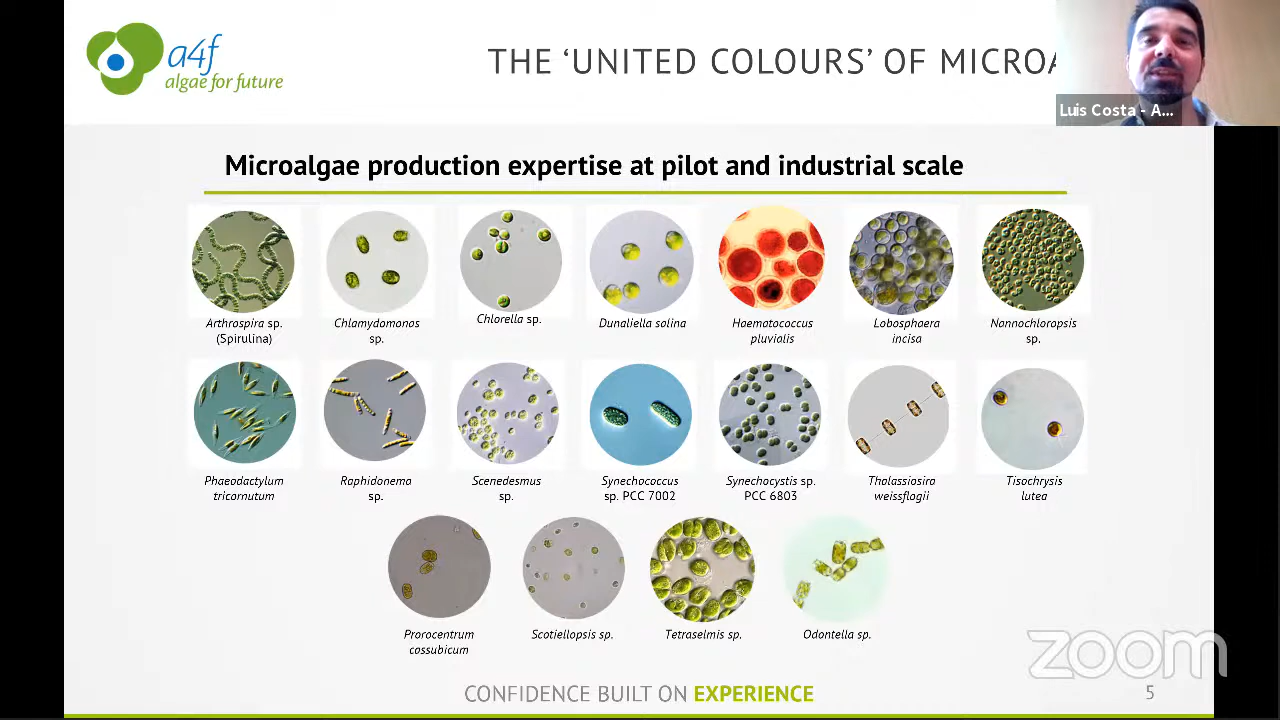 a4f
algae for future
THE ‘UNITED COLOURS’ OF MICROA
Luis Costa - A...
Microalgae production expertise at pilot and industrial scale
Arthrospira sp.
(Spirulina)
Chlamydomonas
sp.
Chlorella sp.
Dunaliella salina
Haematococcus
pluvialis
Lobosphaera
incisa
Nannochloropsis
sp.
Phaeodactylum
tricornutum
Raphidonema
sp.
Scenedesmus
sp.
Synechococcus
sp. PCC 7002
Synechocystis sp.
PCC 6803
Thalassiosira
weissflogii
Tisochrysis
lutea
Prorocentrum
cassubicum
Scotiellopsis sp.
Tetraselmis sp.
Odontella sp.
zoom
CONFIDENCE BUILT ON EXPERIENCE
5